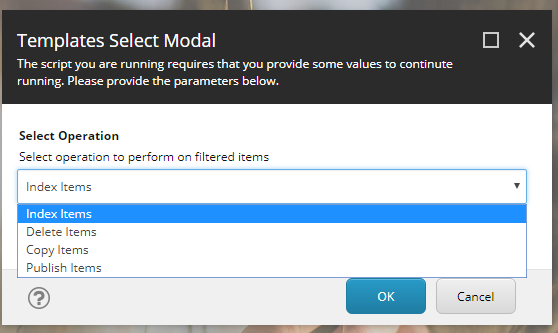 Templates Select Modal
The script you are running requires that you provide some values to continute
running. Please provide the parameters below.
Select Operation
Select operation to perform on filtered items
Index Items
Index Items
Delete Items
Copy Items
Publish Items
?
OK
Cancel